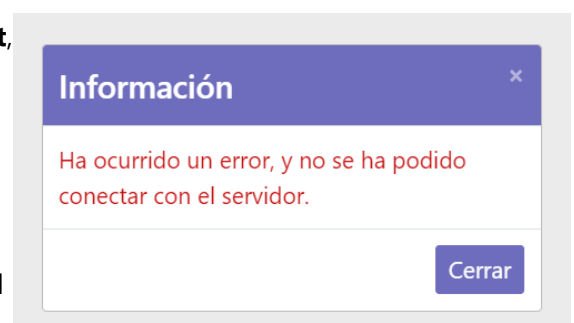 t,
Información ×
Ha ocurrido un error, y no se ha podido
conectar con el servidor.
Cerrar